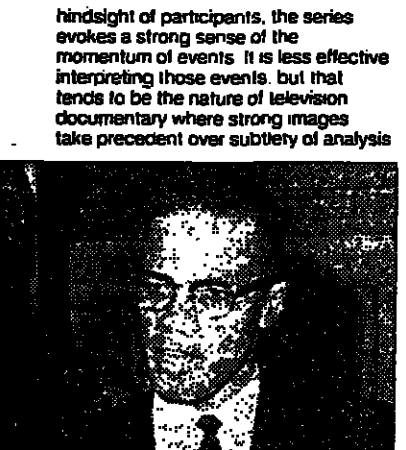 hindsight of participants, the series
evokes a strong sense of the
momentum of events It is less effective
interpreting those events, but that
tends to be the nature of television
documentary where strong images
take precedent over subtlety of analysis